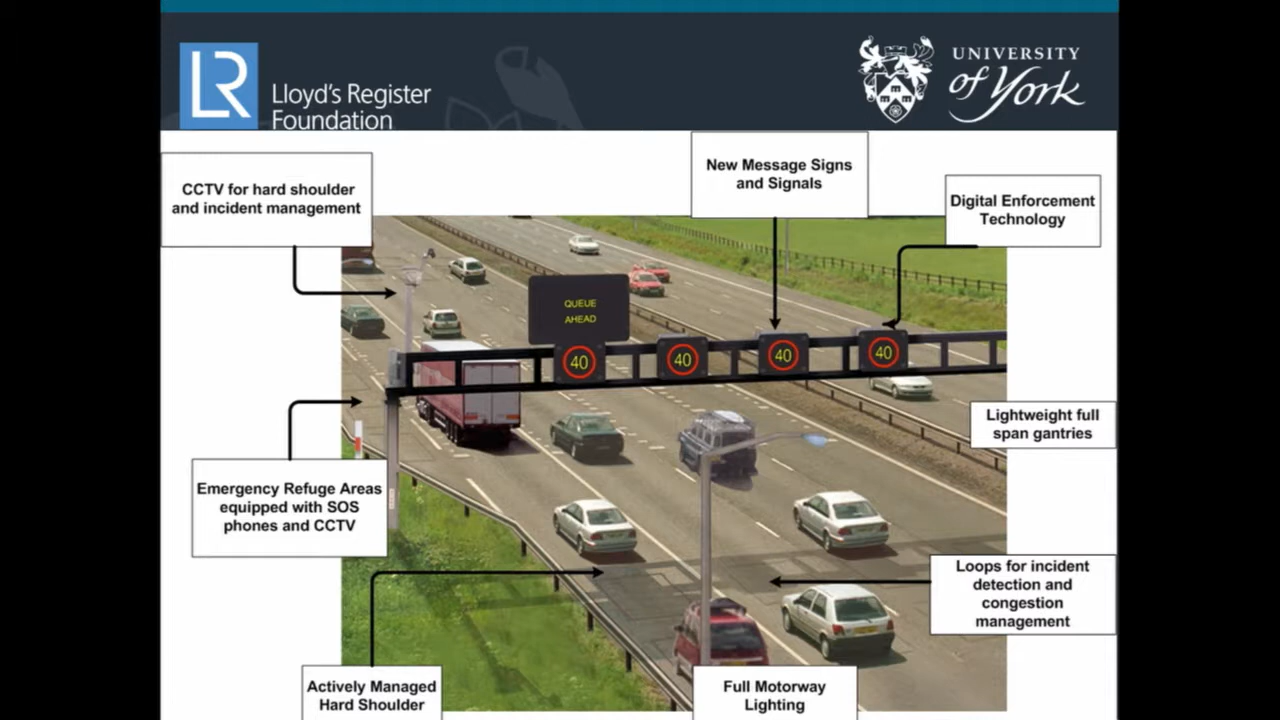 LR
Lloyd's Register
Foundation
UNIVERSITY
of York
New Message Signs
and Signals
CCTV for hard shoulder
and incident management
Digital Enforcement
Technology
QUEUE
AHEAD
40
40
40
40
Lightweight full
span gantries
Emergency Refuge Areas
equipped with SOS
phones and CCTV
Loops for incident
detection and
congestion
management
Actively Managed
Hard Shoulder
Full Motorway
Lighting